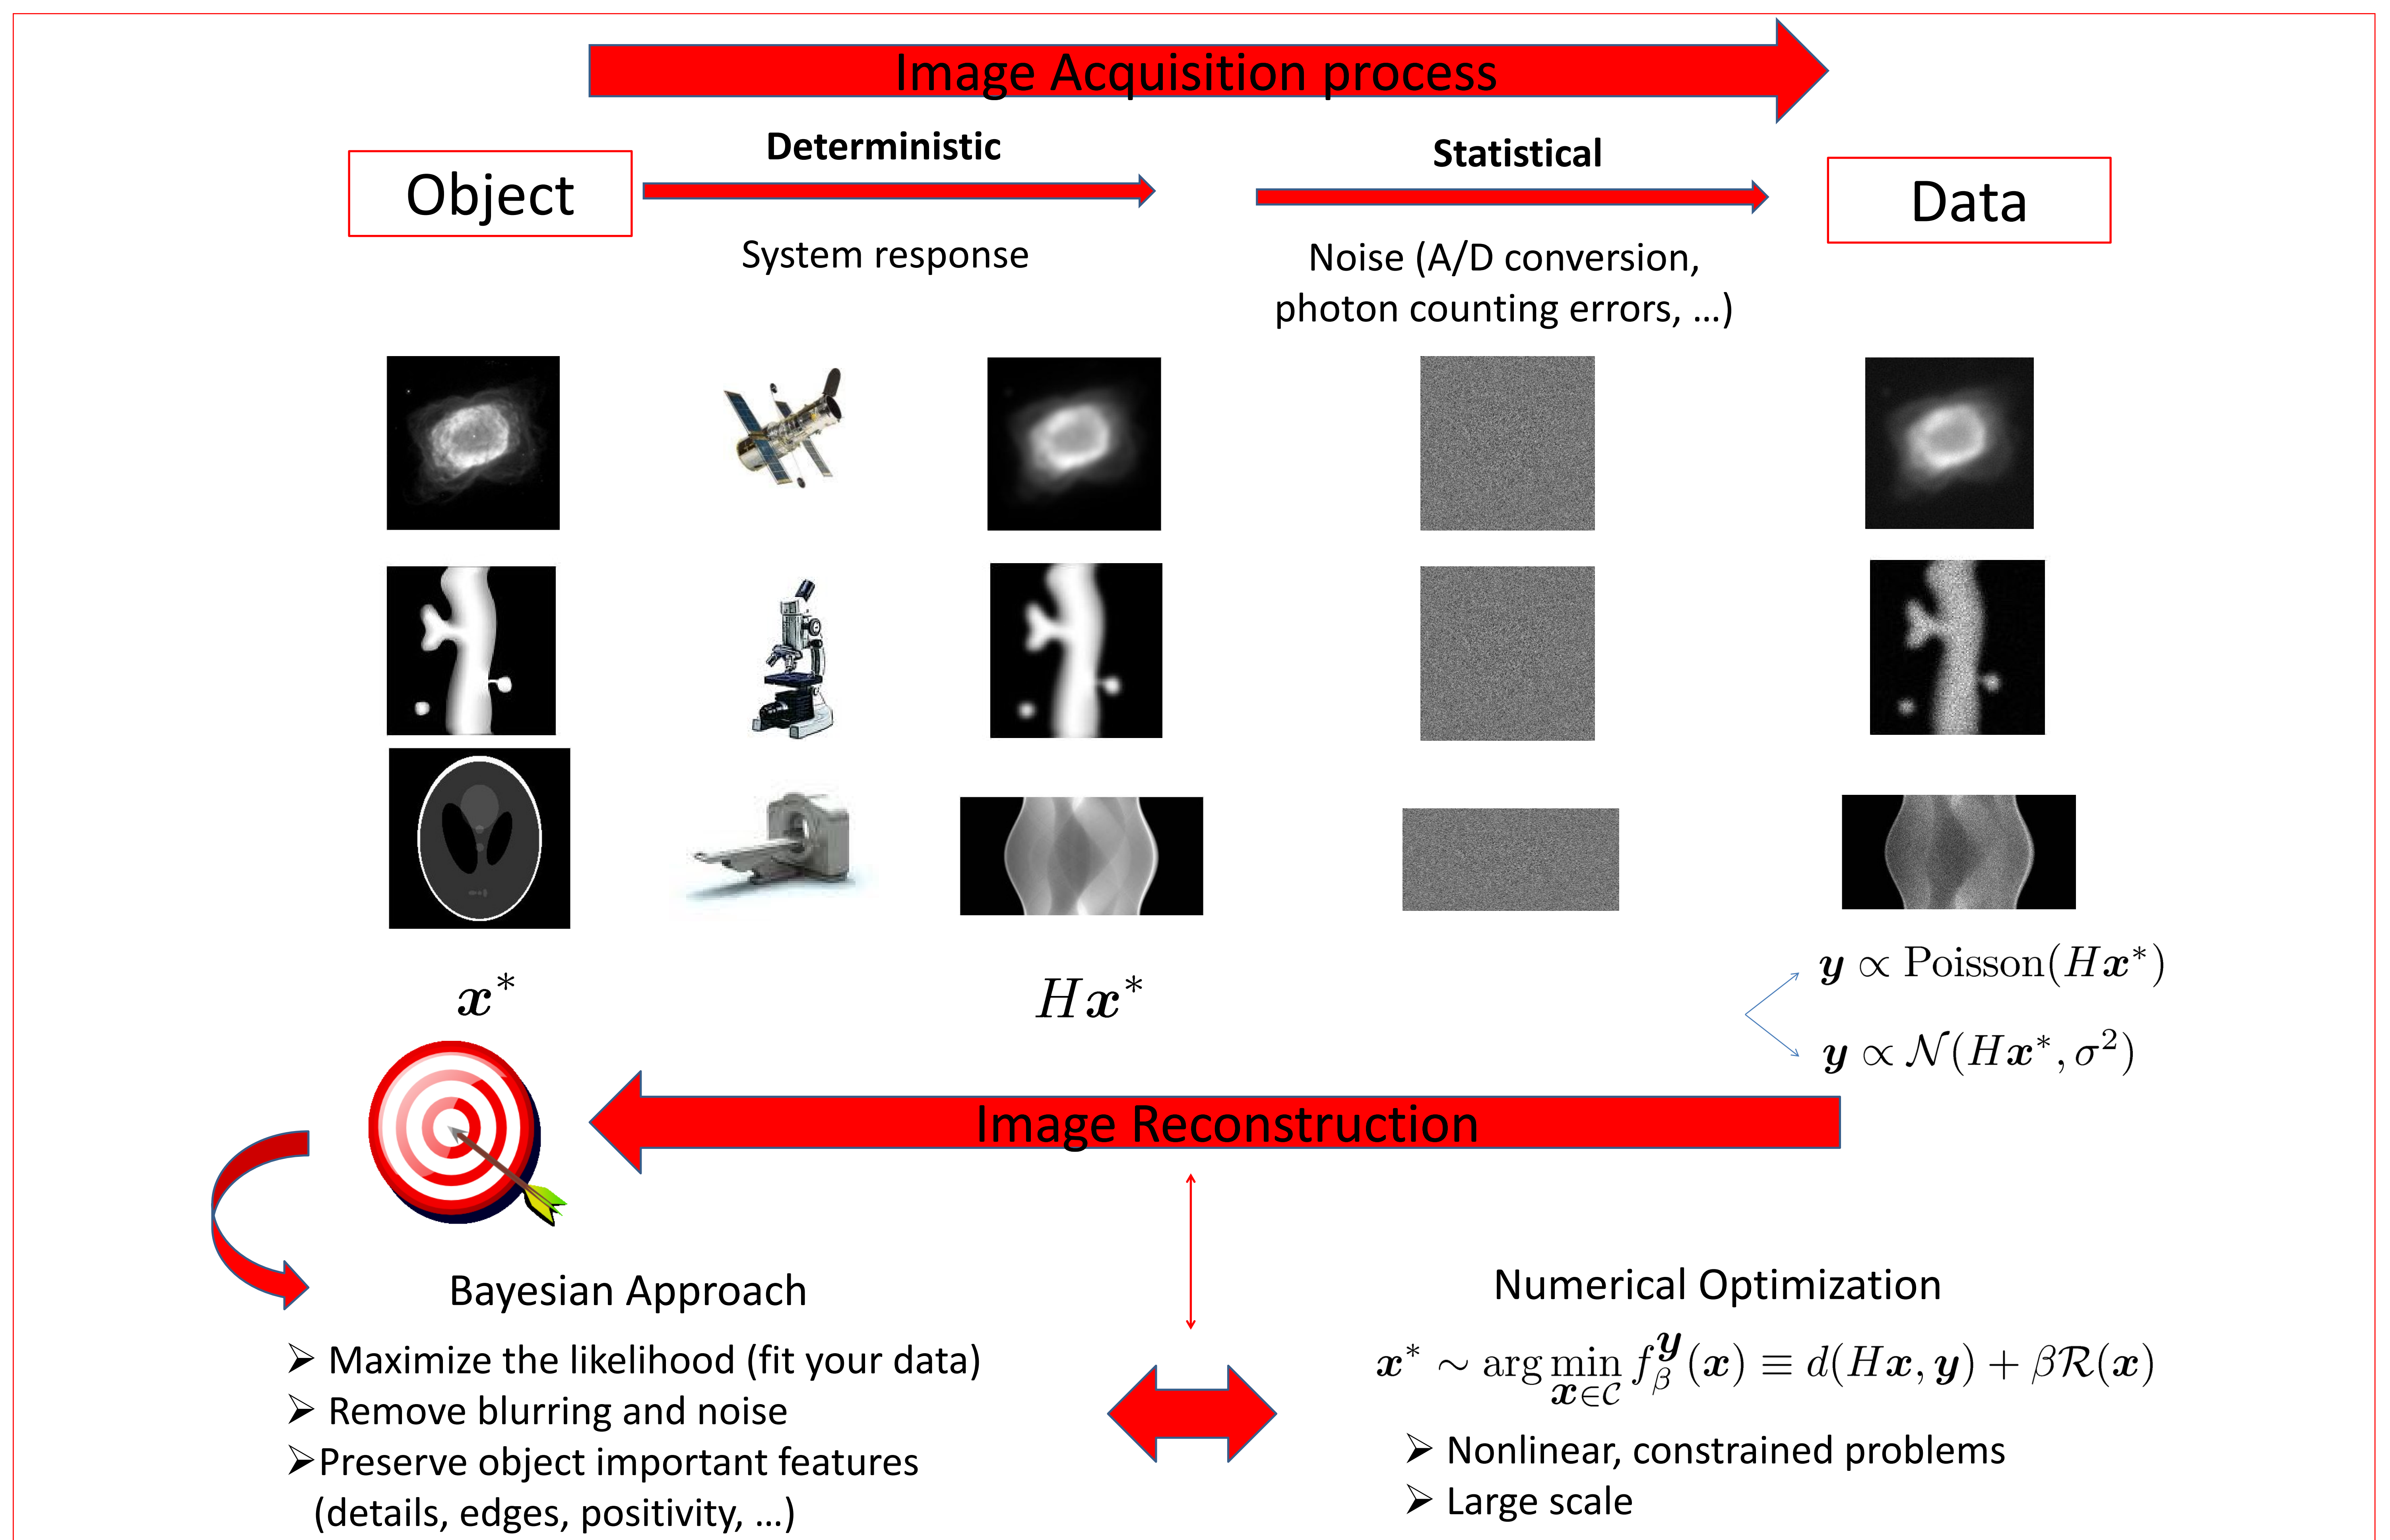 Image Acquisition process
Deterministic
Statistical
Object
Data
System response
Noise (A/D conversion,
photon counting errors, ...)
x*
Hx*
y ∝ Poisson(Hx*)
y ∝ 𝒩(Hx*, σ²)
Image Reconstruction
Bayesian Approach
➢ Maximize the likelihood (fit your data)
➢ Remove blurring and noise
➢Preserve object important features
(details, edges, positivity, ...)
Numerical Optimization
x* ∼ arg min_{x∈𝒞} f_β^y(x) ≡ d(Hx, y) + βℛ(x)
➢ Nonlinear, constrained problems
➢ Large scale